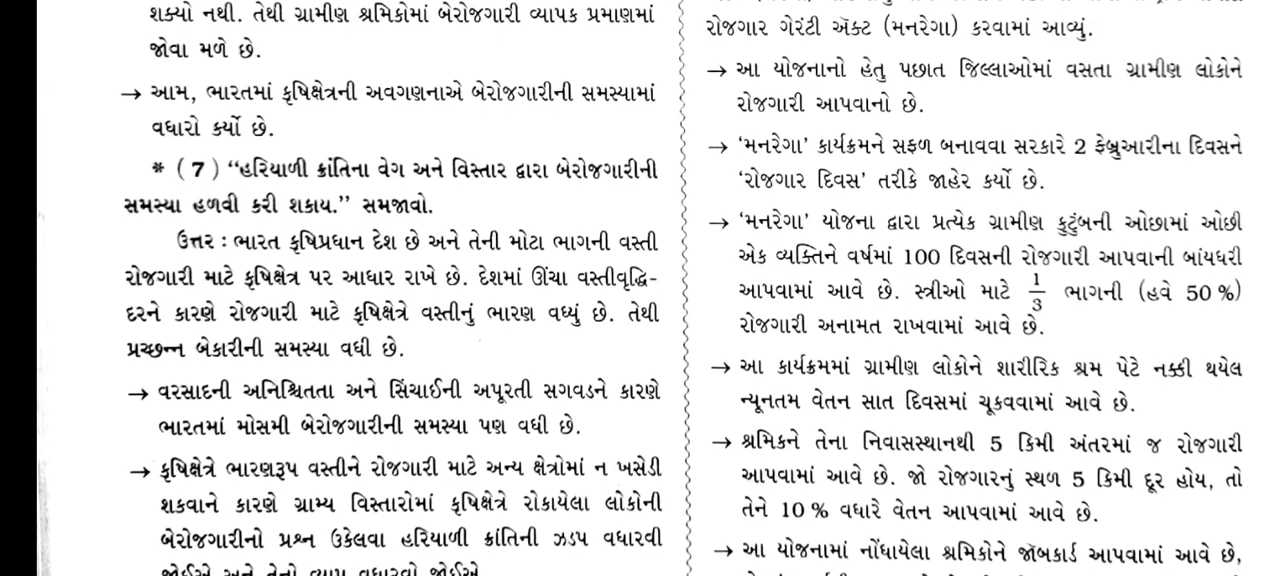 શક્યો નથી. તેથી ગ્રામીણ શ્રમિકોમાં બેરોજગારી વ્યાપક પ્રમાણમાં
જોવા મળે છે.
→ આમ, ભારતમાં કૃષિક્ષેત્રની અવગણનાએ બેરોજગારીની સમસ્યામાં
વધારો કર્યો છે.
* (7) “હરિયાળી ક્રાંતિના વેગ અને વિસ્તાર દ્વારા બેરોજગારીની
સમસ્યા હળવી કરી શકાય.” સમજાવો.
ઉત્તર : ભારત કૃષિપ્રધાન દેશ છે અને તેની મોટા ભાગની વસ્તી
રોજગારી માટે કૃષિક્ષેત્ર પર આધાર રાખે છે. દેશમાં ઊંચા વસ્તીવૃદ્ધિ-
દરને કારણે રોજગારી માટે કૃષિક્ષેત્રે વસ્તીનું ભારણ વધ્યું છે. તેથી
પ્રચ્છન્ન બેકારીની સમસ્યા વધી છે.
→ વરસાદની અનિશ્ચિતતા અને સિંચાઈની અપૂરતી સગવડને કારણે
ભારતમાં મોસમી બેરોજગારીની સમસ્યા પણ વધી છે.
→ કૃષિક્ષેત્રે ભારણરૂપ વસ્તીને રોજગારી માટે અન્ય ક્ષેત્રોમાં ન ખસેડી
શકવાને કારણે ગ્રામ્ય વિસ્તારોમાં કૃષિક્ષેત્રે રોકાયેલા લોકોની
બેરોજગારીનો પ્રશ્ન ઉકેલવા હરિયાળી ક્રાંતિની ઝડપ વધારવી
જોઈએ અને તેનો વ્યાપ વધારવો જોઈએ
રોજગાર ગેરંટી ઍક્ટ (મનરેગા) કરવામાં આવ્યું.
→ આ યોજનાનો હેતુ પછાત જિલ્લાઓમાં વસતા ગ્રામીણ લોકોને
રોજગારી આપવાનો છે.
→ ‘મનરેગા’ કાર્યક્રમને સફળ બનાવવા સરકારે 2 ફેબ્રુઆરીના દિવસને
‘રોજગાર દિવસ’ તરીકે જાહેર કર્યો છે.
→ ‘મનરેગા’ યોજના દ્વારા પ્રત્યેક ગ્રામીણ કુટુંબની ઓછામાં ઓછી
એક વ્યક્તિને વર્ષમાં 100 દિવસની રોજગારી આપવાની બાંયધરી
આપવામાં આવે છે. સ્ત્રીઓ માટે 1/3 ભાગની (હવે 50 %)
રોજગારી અનામત રાખવામાં આવે છે.
→ આ કાર્યક્રમમાં ગ્રામીણ લોકોને શારીરિક શ્રમ પેટે નક્કી થયેલ
ન્યૂનતમ વેતન સાત દિવસમાં ચૂકવવામાં આવે છે.
→ શ્રમિકને તેના નિવાસસ્થાનથી 5 કિમી અંતરમાં જ રોજગારી
આપવામાં આવે છે. જો રોજગારનું સ્થળ 5 કિમી દૂર હોય, તો
તેને 10 % વધારે વેતન આપવામાં આવે છે.
→ આ યોજનામાં નોંધાયેલા શ્રમિકોને જૉબકાર્ડ આપવામાં આવે છે,